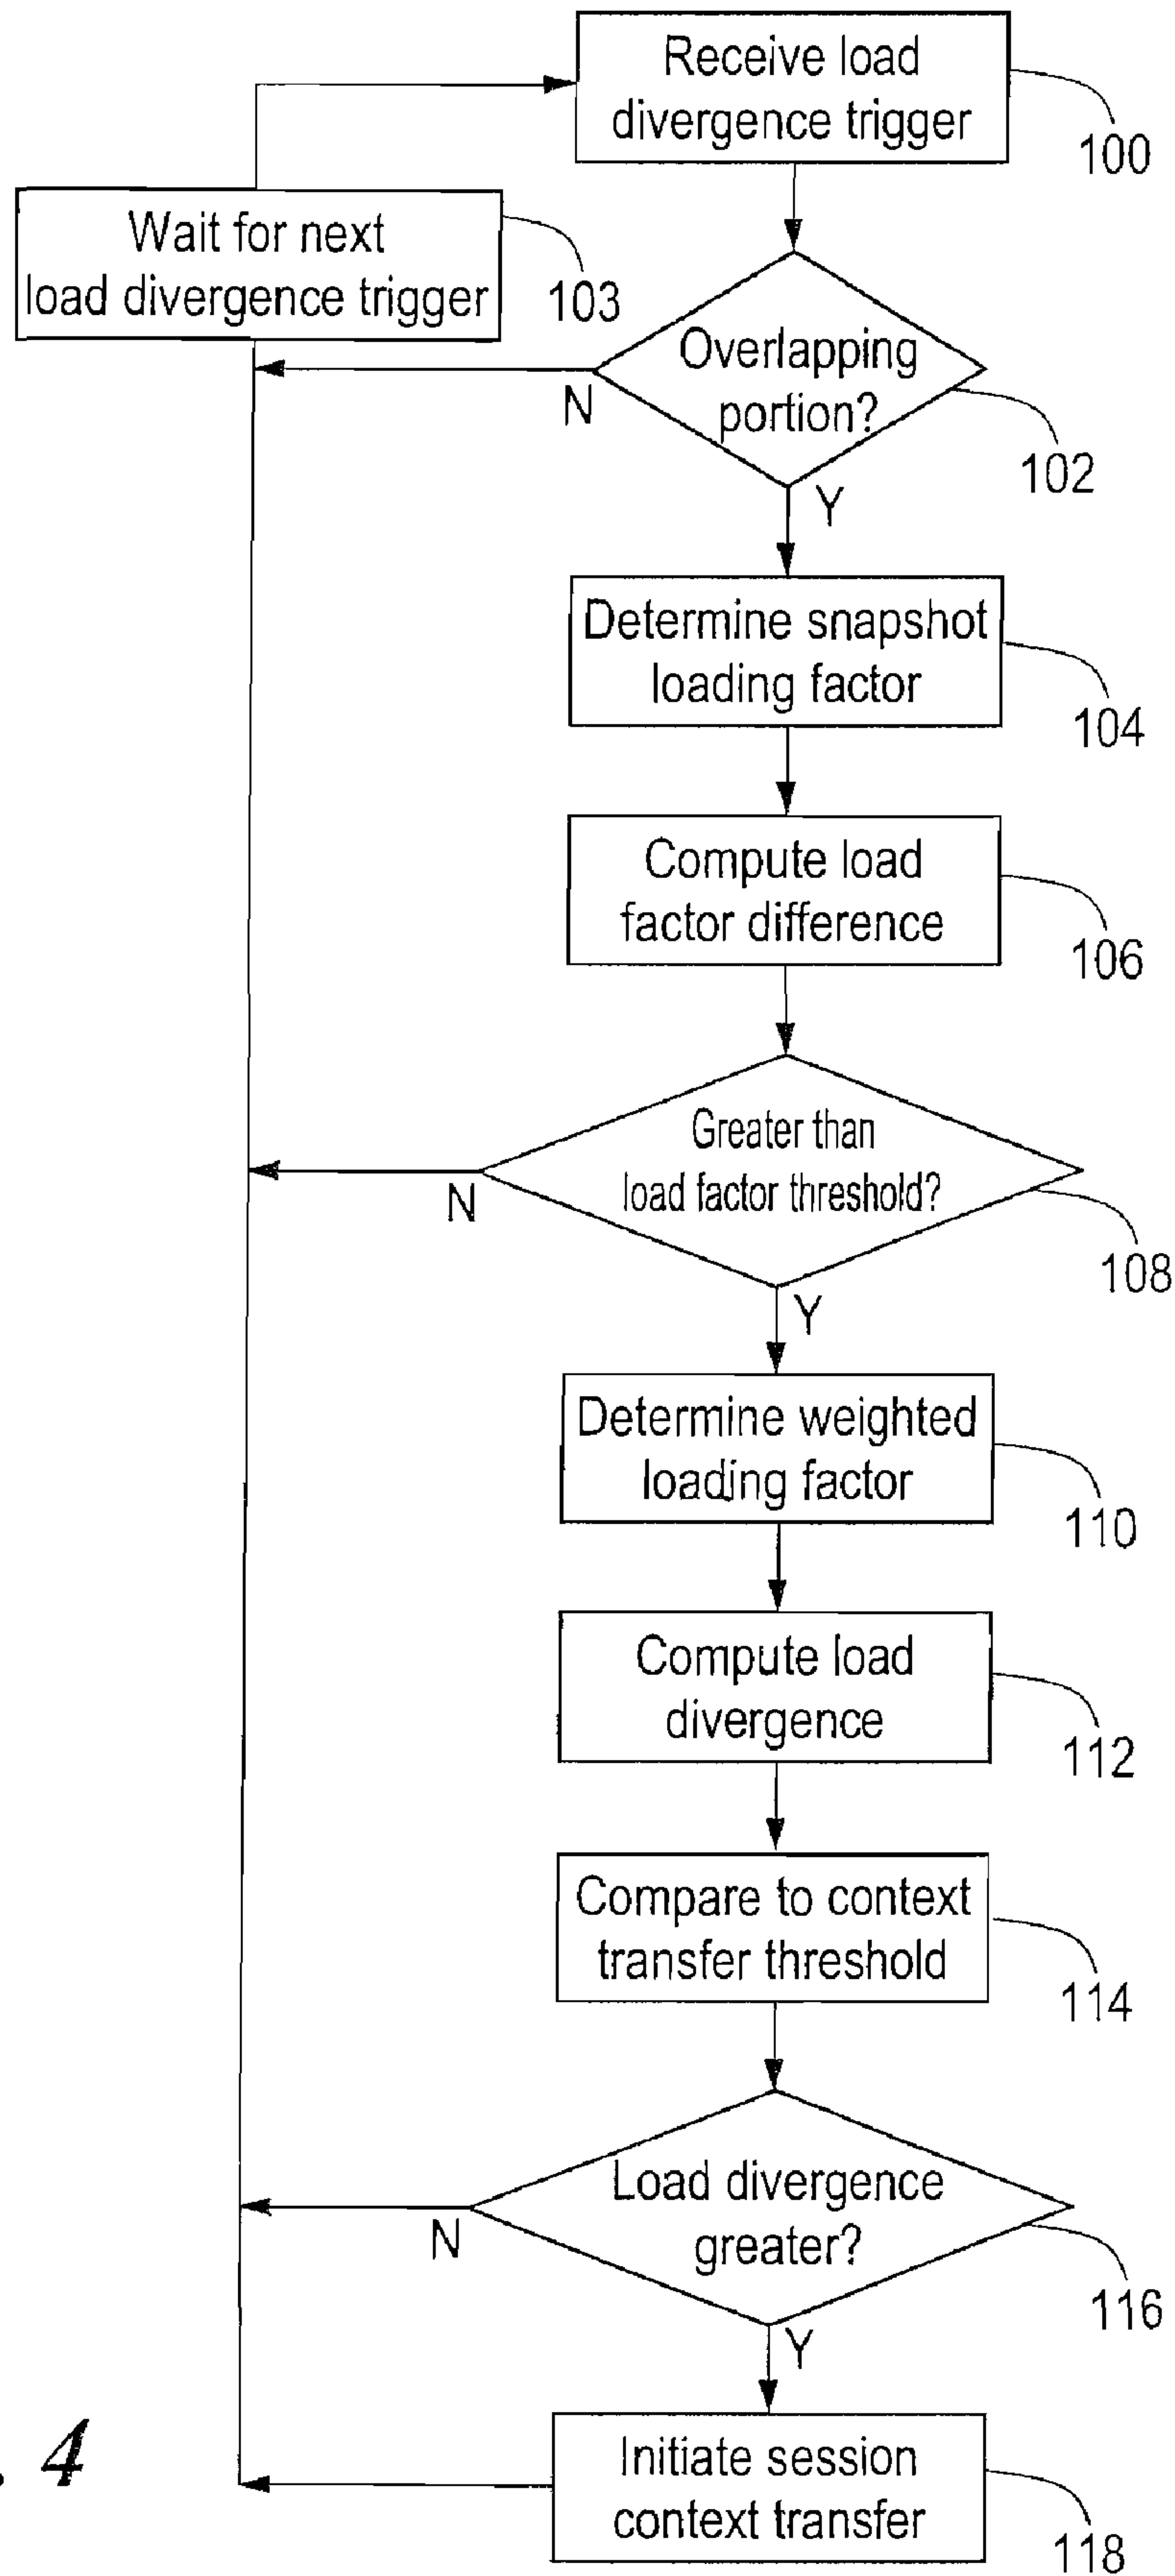 Receive load
divergence trigger
100
Wait for next
load divergence trigger
103
Overlapping
portion?
102
N
Y
Determine snapshot
loading factor
104
Compute load
factor difference
106
Greater than
load factor threshold?
108
N
Y
Determine weighted
loading factor
110
Compute load
divergence
112
Compare to context
transfer threshold
114
Load divergence
greater?
116
N
Y
Initiate session
context transfer
118
. 4